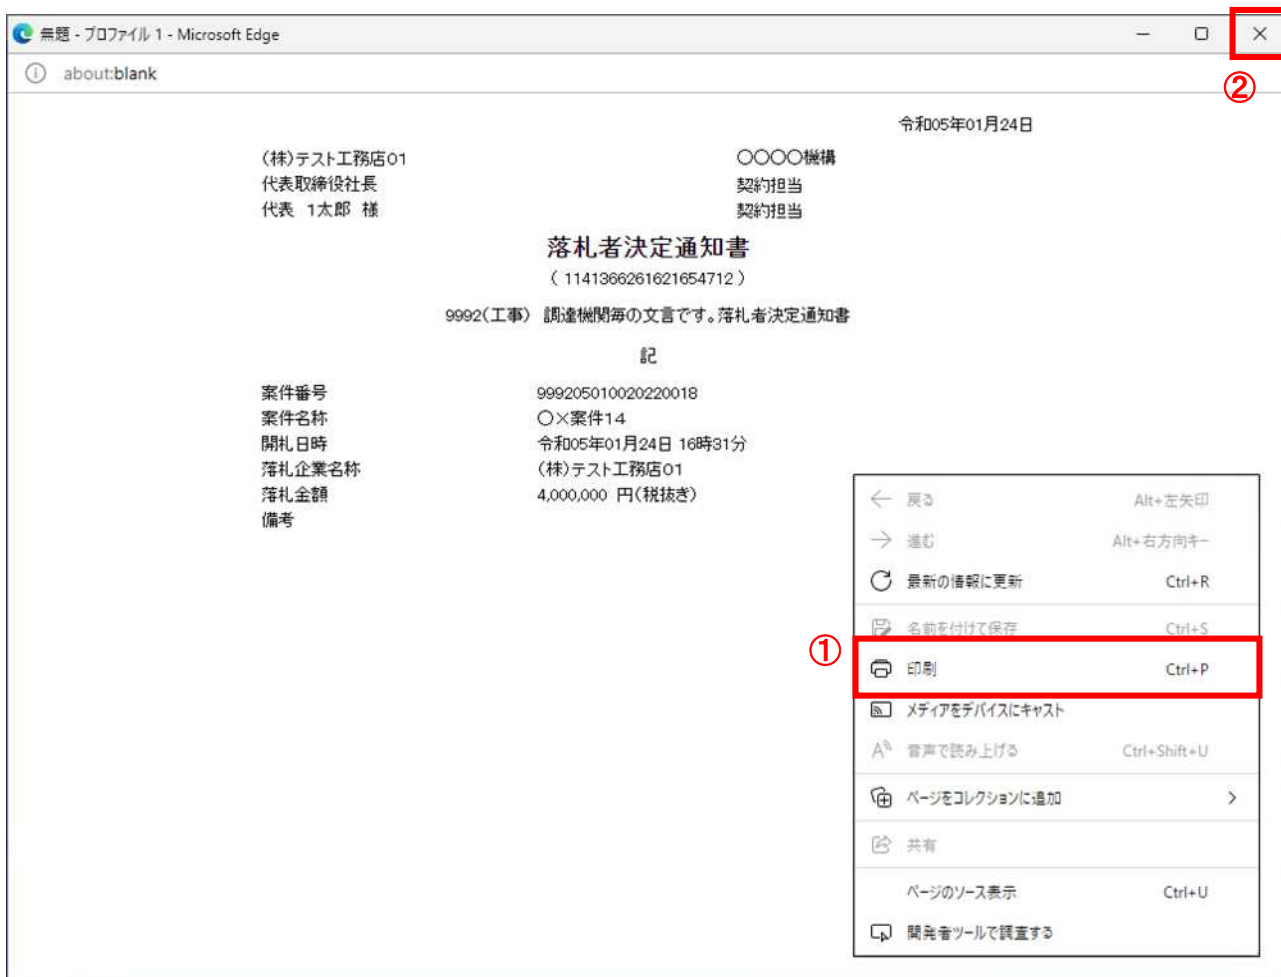 無題 - プロファイル 1 - Microsoft Edge
②
about:blank
令和05年01月24日
(株)テスト工務店01
〇〇〇〇機構
代表取締役社長
契約担当
代表 1太郎 様
契約担当
落札者決定通知書
( 1141366261621654712 )
9992(工事) 調達機関毎の文言です。落札者決定通知書
記
案件番号 999205010020220018
案件名称 〇×案件14
開札日時 令和05年01月24日 16時31分
落札企業名称 (株)テスト工務店01
落札金額 4,000,000 円(税抜き)
備考
戻る Alt+左矢印
進む Alt+右方向キー
最新の情報に更新 Ctrl+R
名前を付けて保存 Ctrl+S
①
印刷 Ctrl+P
メディアをデバイスにキャスト
音声で読み上げる Ctrl+Shift+U
ページをコレクションに追加
共有
ページのソース表示 Ctrl+U
開発者ツールで調査する